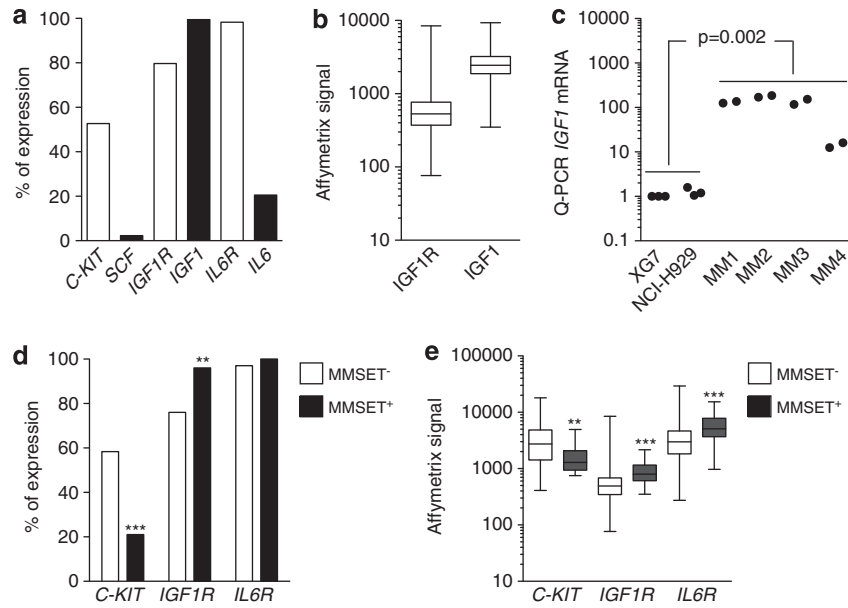 a
% of expression
100
80
60
40
20
0
C-KIT
SCF
IGF1R
IGF1
IL6R
IL6
b
Affymetrix signal
10000
1000
100
10
IGF1R
IGF1
c
Q-PCR IGF1 mRNA
10000
1000
100
10
1
0.1
p=0.002
XG7
NCI-H929
MM1
MM2
MM3
MM4
d
% of expression
100
80
60
40
20
0
***
**
C-KIT
IGF1R
IL6R
MMSET-
MMSET+
e
Affymetrix signal
100000
10000
1000
100
10
**
***
***
C-KIT
IGF1R
IL6R
MMSET-
MMSET+